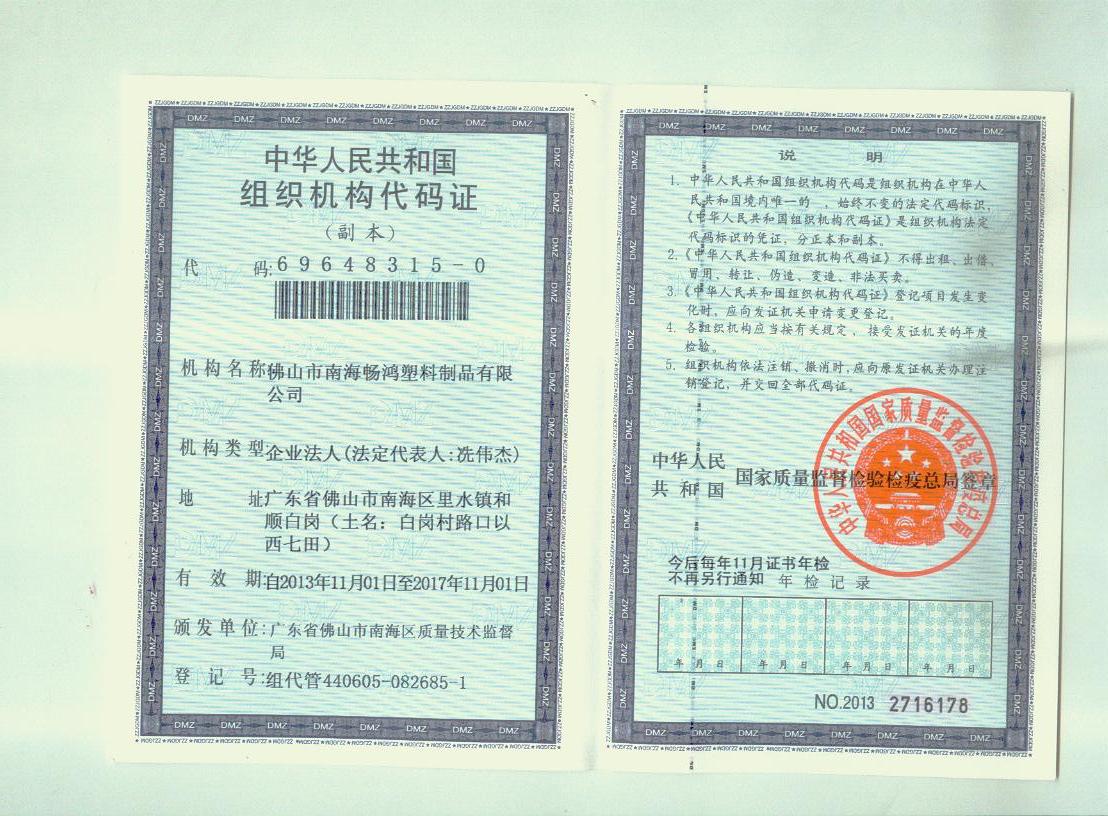 中华人民共和国
组织机构代码证
（副本）
代 码:69648315-0
机构名称佛山市南海畅鸿塑料制品有限
公司
机构类型企业法人(法定代表人:冼伟杰)
地 址广东省佛山市南海区里水镇和
顺白岗（土名：白岗村路口以
西七田）
有 效 期:自2013年11月01日至2017年11月01日
颁发单位:广东省佛山市南海区质量技术监督
局
登 记 号:组代管440605-082685-1
说 明
1. 中华人民共和国组织机构代码是组织机构在中华人
民共和国境内唯一的 、始终不变的法定代码标识，
《中华人民共和国组织机构代码证》是组织机构法定
代码标识的凭证，分正本和副本。
2.《中华人民共和国组织机构代码证》不得出租、出借、
冒用、转让、伪造、变造、非法买卖。
3.《中华人民共和国组织机构代码证》登记项目发生变
化时，应向发证机关申请变更登记。
4. 各组织机构应当按有关规定，接受发证机关的年度
检验。
5. 组织机构依法注销、撤消时，应向原发证机关办理注
销登记，并交回全部代码证。
中华人民
共和国 国家质量监督检验检疫总局签章
中华人民共和国国家质量监督检验检疫总局
今后每年11月证书年检
不再另行通知 年检记录
年 月 日 年 月 日 年 月 日 年 月 日
NO.2013 2716178